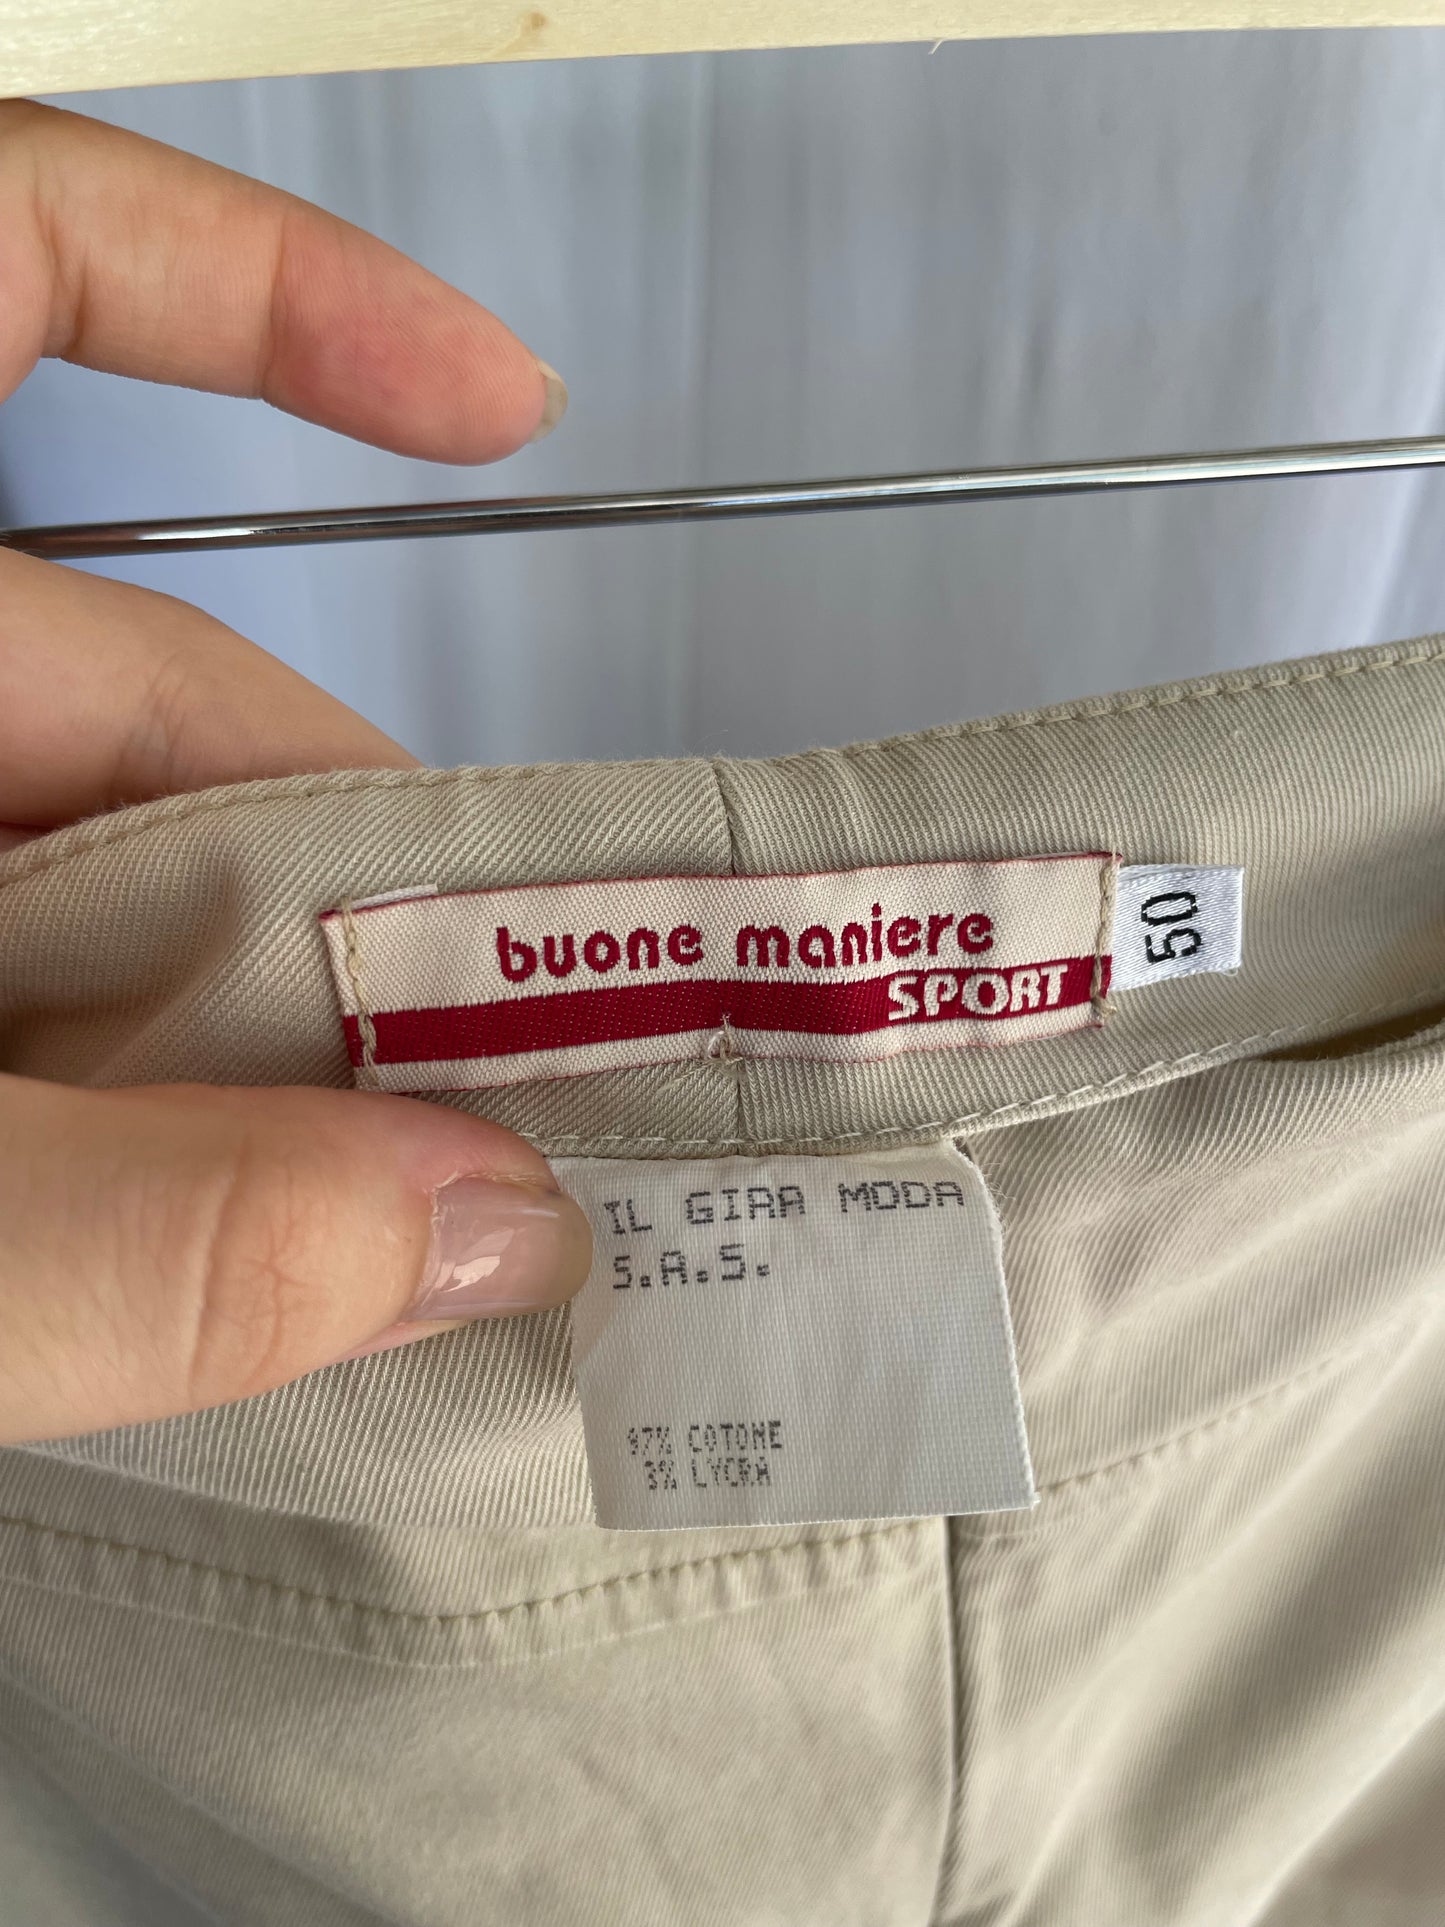 buone maniere
SPORT
50
IL GIRA MODA
S.A.S.
97% COTONE
3% LYCRA